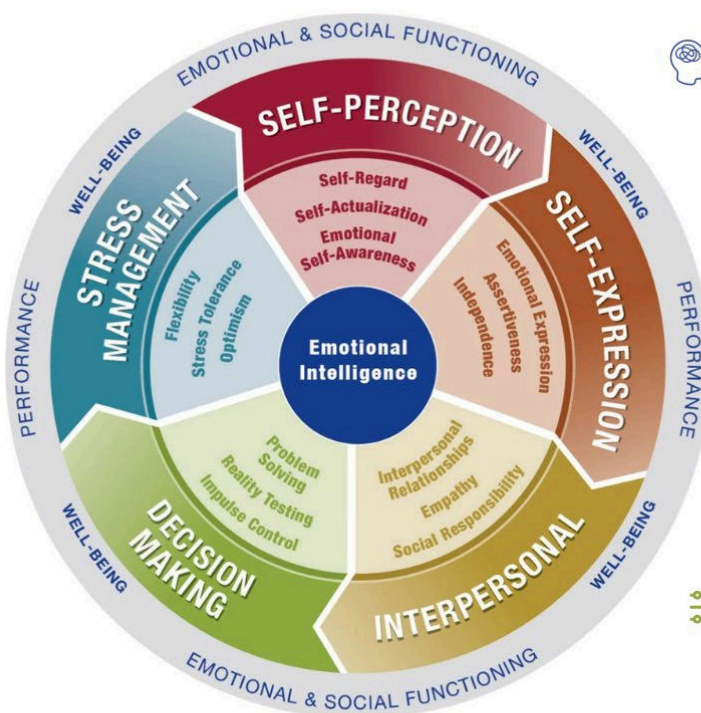 EMOTIONAL & SOCIAL FUNCTIONING
WELL-BEING
WELL-BEING
PERFORMANCE
PERFORMANCE
SELF-PERCEPTION
Self-Regard
Self-Actualization
Emotional
Self-Awareness
SELF-EXPRESSION
Emotional Expression
Assertiveness
Independence
STRESS
MANAGEMENT
Flexibility
Stress Tolerance
Optimism
Emotional
Intelligence
Problem
Solving
Reality Testing
Impulse Control
DECISION
MAKING
Interpersonal
Relationships
Empathy
Social Responsibility
INTERPERSONAL
WELL-BEING
WELL-BEING
EMOTIONAL & SOCIAL FUNCTIONING